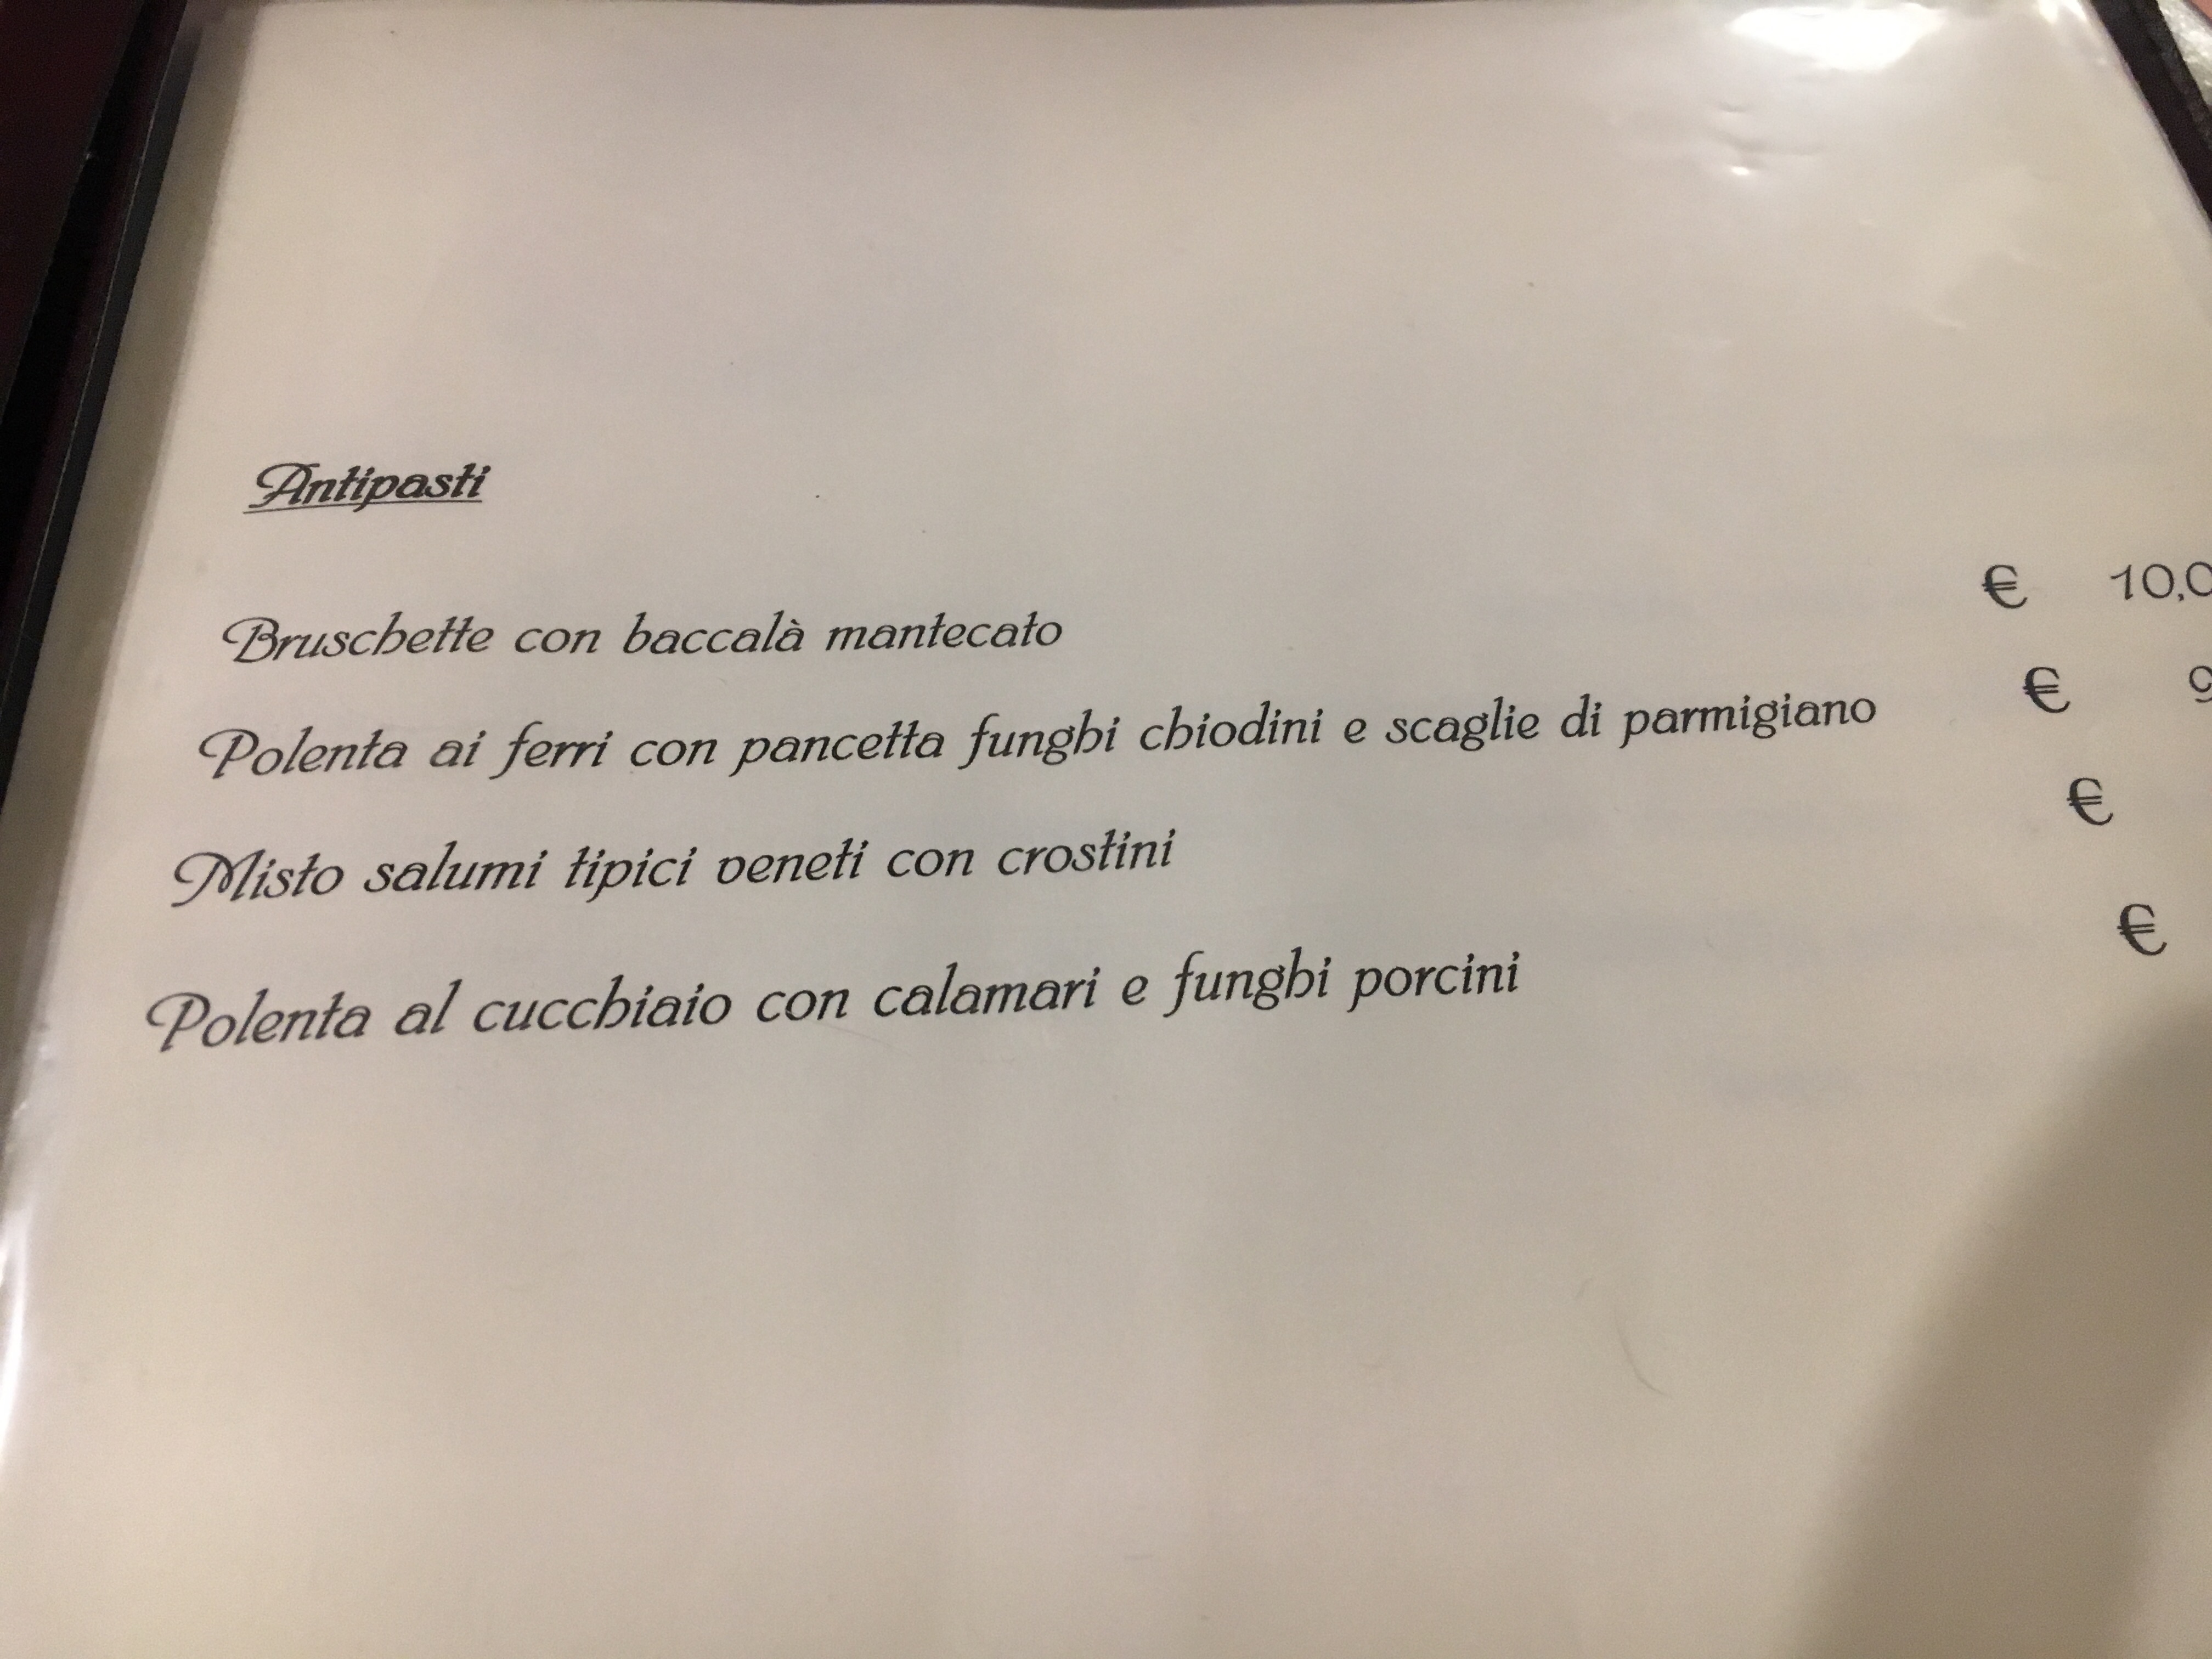 Antipasti
Bruschette con baccalà mantecato € 10,0
Polenta ai ferri con pancetta funghi chiodini e scaglie di parmigiano € 9
Misto salumi tipici veneti con crostini €
Polenta al cucchiaio con calamari e funghi porcini €